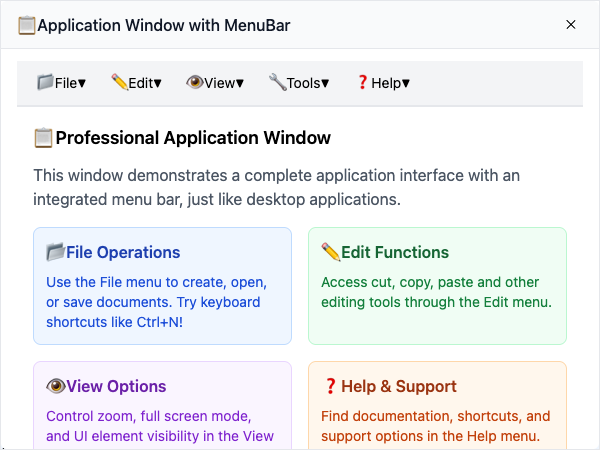 Application Window with MenuBar
File▼ Edit▼ View▼ Tools▼ Help▼
Professional Application Window
This window demonstrates a complete application interface with an
integrated menu bar, just like desktop applications.
File Operations
Use the File menu to create, open,
or save documents. Try keyboard
shortcuts like Ctrl+N!
Edit Functions
Access cut, copy, paste and other
editing tools through the Edit menu.
View Options
Control zoom, full screen mode,
and UI element visibility in the View
Help & Support
Find documentation, shortcuts, and
support options in the Help menu.